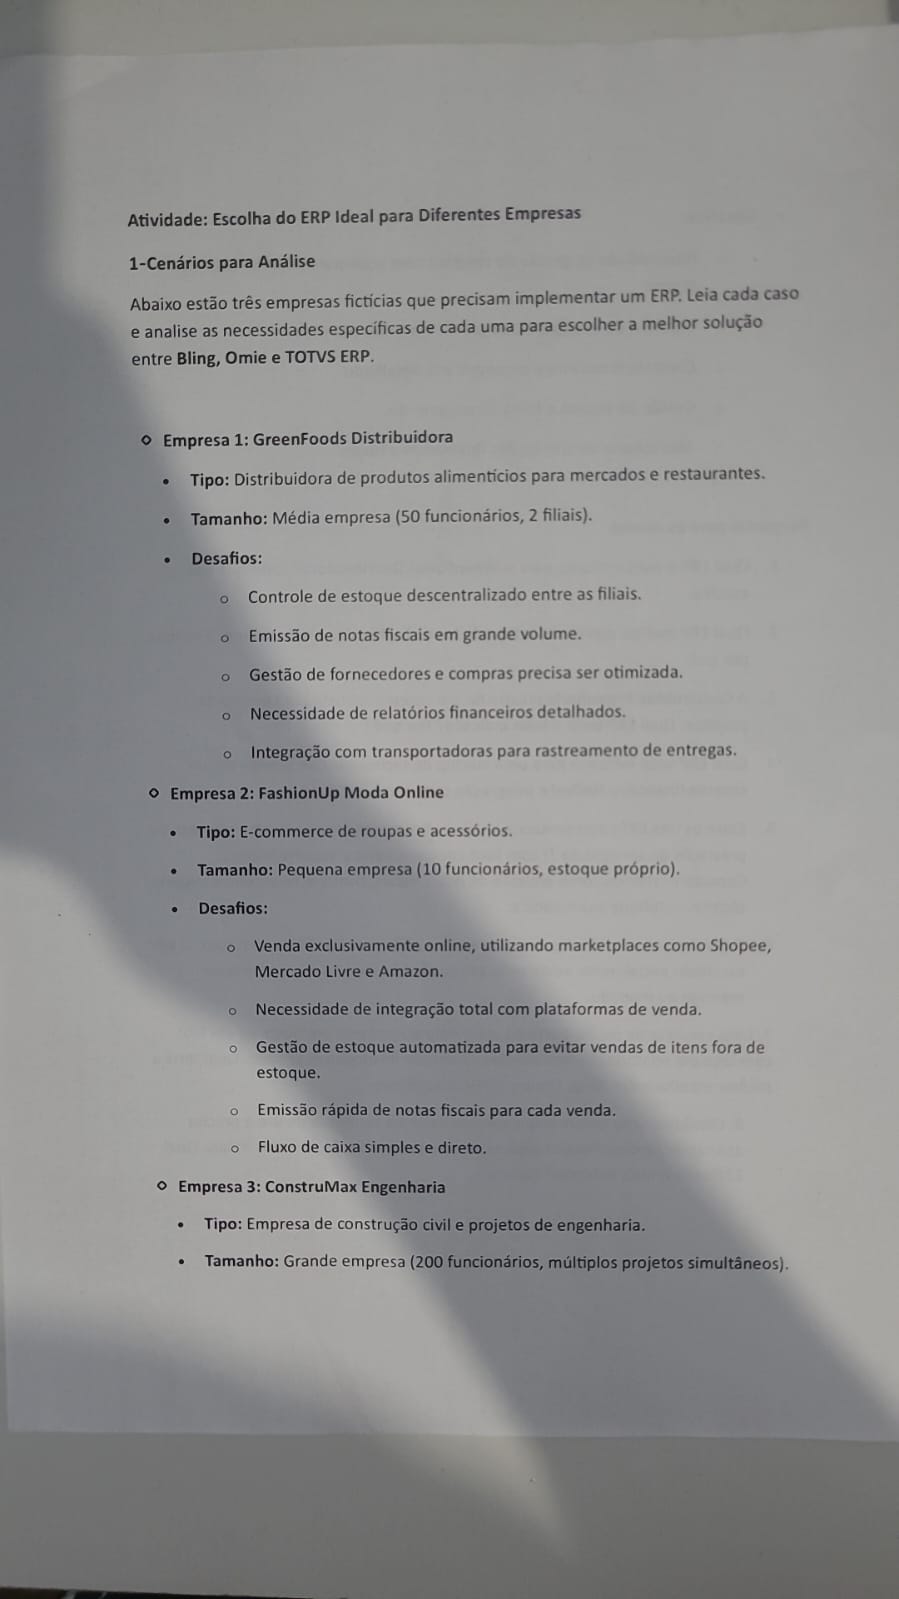 Atividade: Escolha do ERP Ideal para Diferentes Empresas
1-Cenários para Análise
Abaixo estão três empresas fictícias que precisam implementar um ERP. Leia cada caso
e analise as necessidades específicas de cada uma para escolher a melhor solução
entre Bling, Omie e TOTVS ERP.
◇ Empresa 1: GreenFoods Distribuidora
• Tipo: Distribuidora de produtos alimentícios para mercados e restaurantes.
• Tamanho: Média empresa (50 funcionários, 2 filiais).
• Desafios:
○ Controle de estoque descentralizado entre as filiais.
○ Emissão de notas fiscais em grande volume.
○ Gestão de fornecedores e compras precisa ser otimizada.
○ Necessidade de relatórios financeiros detalhados.
○ Integração com transportadoras para rastreamento de entregas.
◇ Empresa 2: FashionUp Moda Online
• Tipo: E-commerce de roupas e acessórios.
• Tamanho: Pequena empresa (10 funcionários, estoque próprio).
• Desafios:
○ Venda exclusivamente online, utilizando marketplaces como Shopee,
Mercado Livre e Amazon.
○ Necessidade de integração total com plataformas de venda.
○ Gestão de estoque automatizada para evitar vendas de itens fora de
estoque.
○ Emissão rápida de notas fiscais para cada venda.
○ Fluxo de caixa simples e direto.
◇ Empresa 3: ConstruMax Engenharia
• Tipo: Empresa de construção civil e projetos de engenharia.
• Tamanho: Grande empresa (200 funcionários, múltiplos projetos simultâneos).